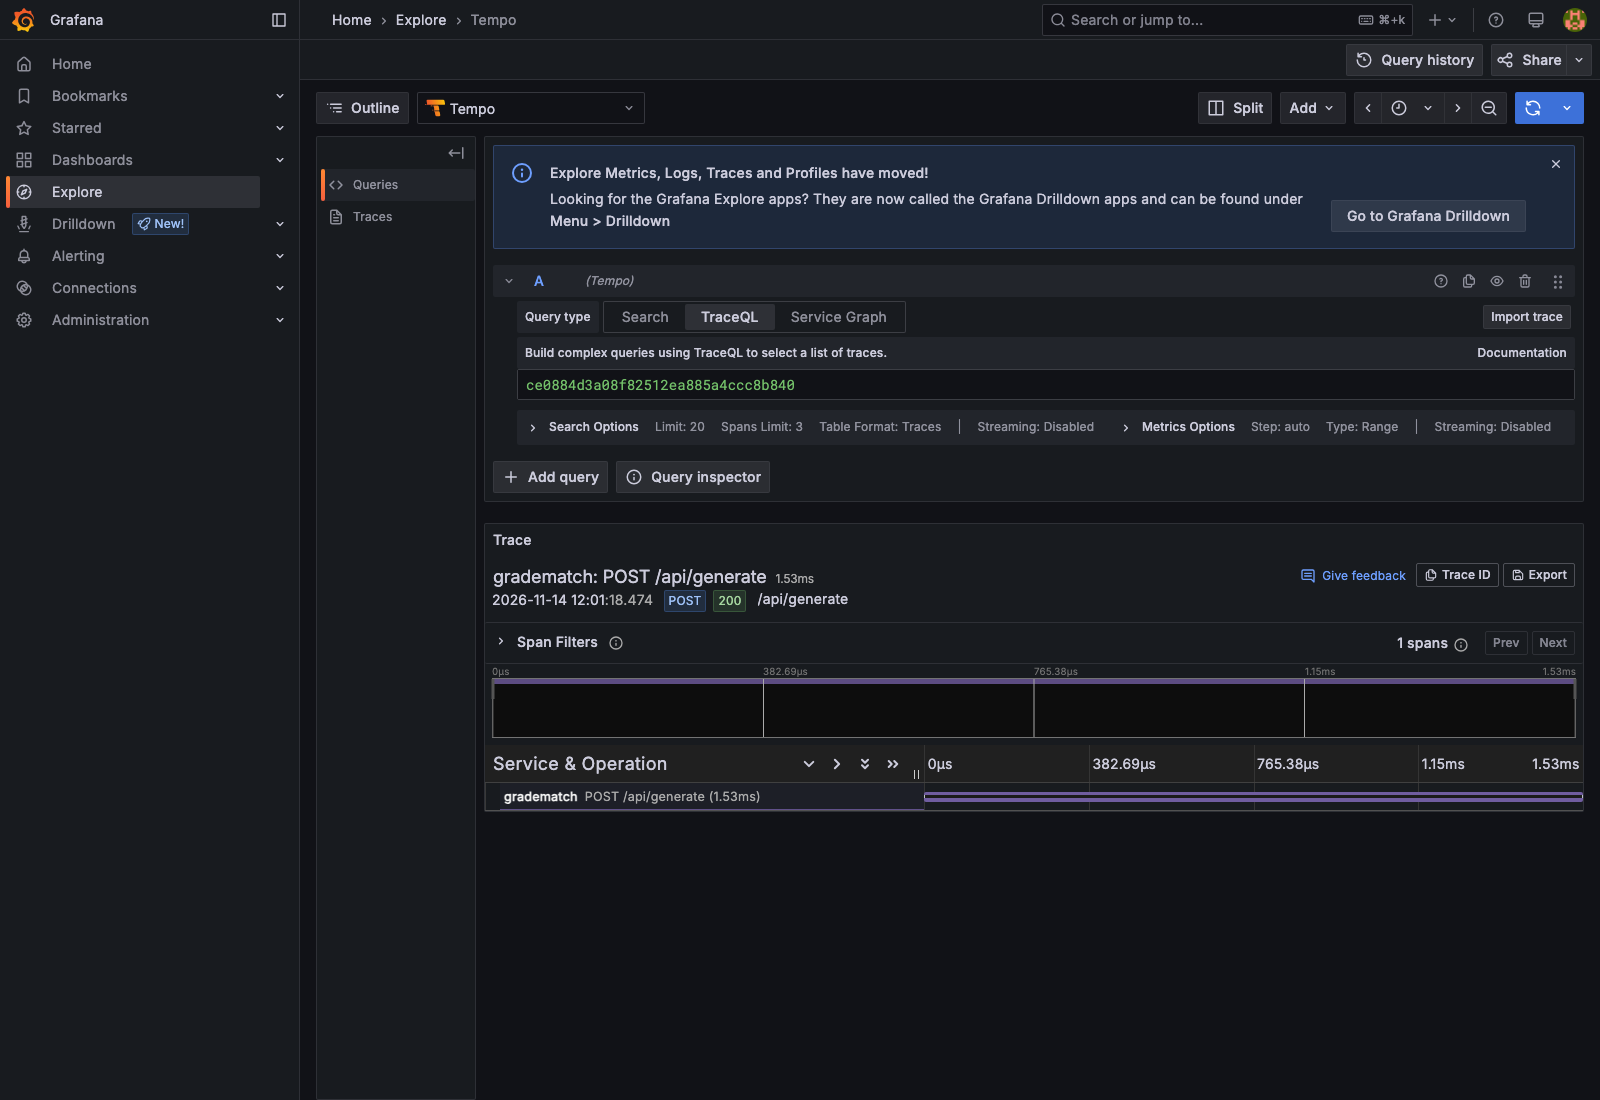 Grafana
Home › Explore › Tempo
Search or jump to...
⌘+k
Home
Bookmarks
Starred
Dashboards
Explore
Drilldown
New!
Alerting
Connections
Administration
Query history
Share
Outline
Tempo
Split
Add
Queries
Traces
Explore Metrics, Logs, Traces and Profiles have moved!
Looking for the Grafana Explore apps? They are now called the Grafana Drilldown apps and can be found under
Menu > Drilldown
Go to Grafana Drilldown
A (Tempo)
Query type Search TraceQL Service Graph Import trace
Build complex queries using TraceQL to select a list of traces. Documentation
ce0884d3a08f82512ea885a4ccc8b840
Search Options Limit: 20 Spans Limit: 3 Table Format: Traces Streaming: Disabled Metrics Options Step: auto Type: Range Streaming: Disabled
Add query Query inspector
Trace
gradematch: POST /api/generate 1.53ms
Give feedback Trace ID Export
2026-11-14 12:01:18.474 POST 200 /api/generate
Span Filters 1 spans Prev Next
0μs 382.69μs 765.38μs 1.15ms 1.53ms
Service & Operation 0μs 382.69μs 765.38μs 1.15ms 1.53ms
gradematch POST /api/generate (1.53ms)